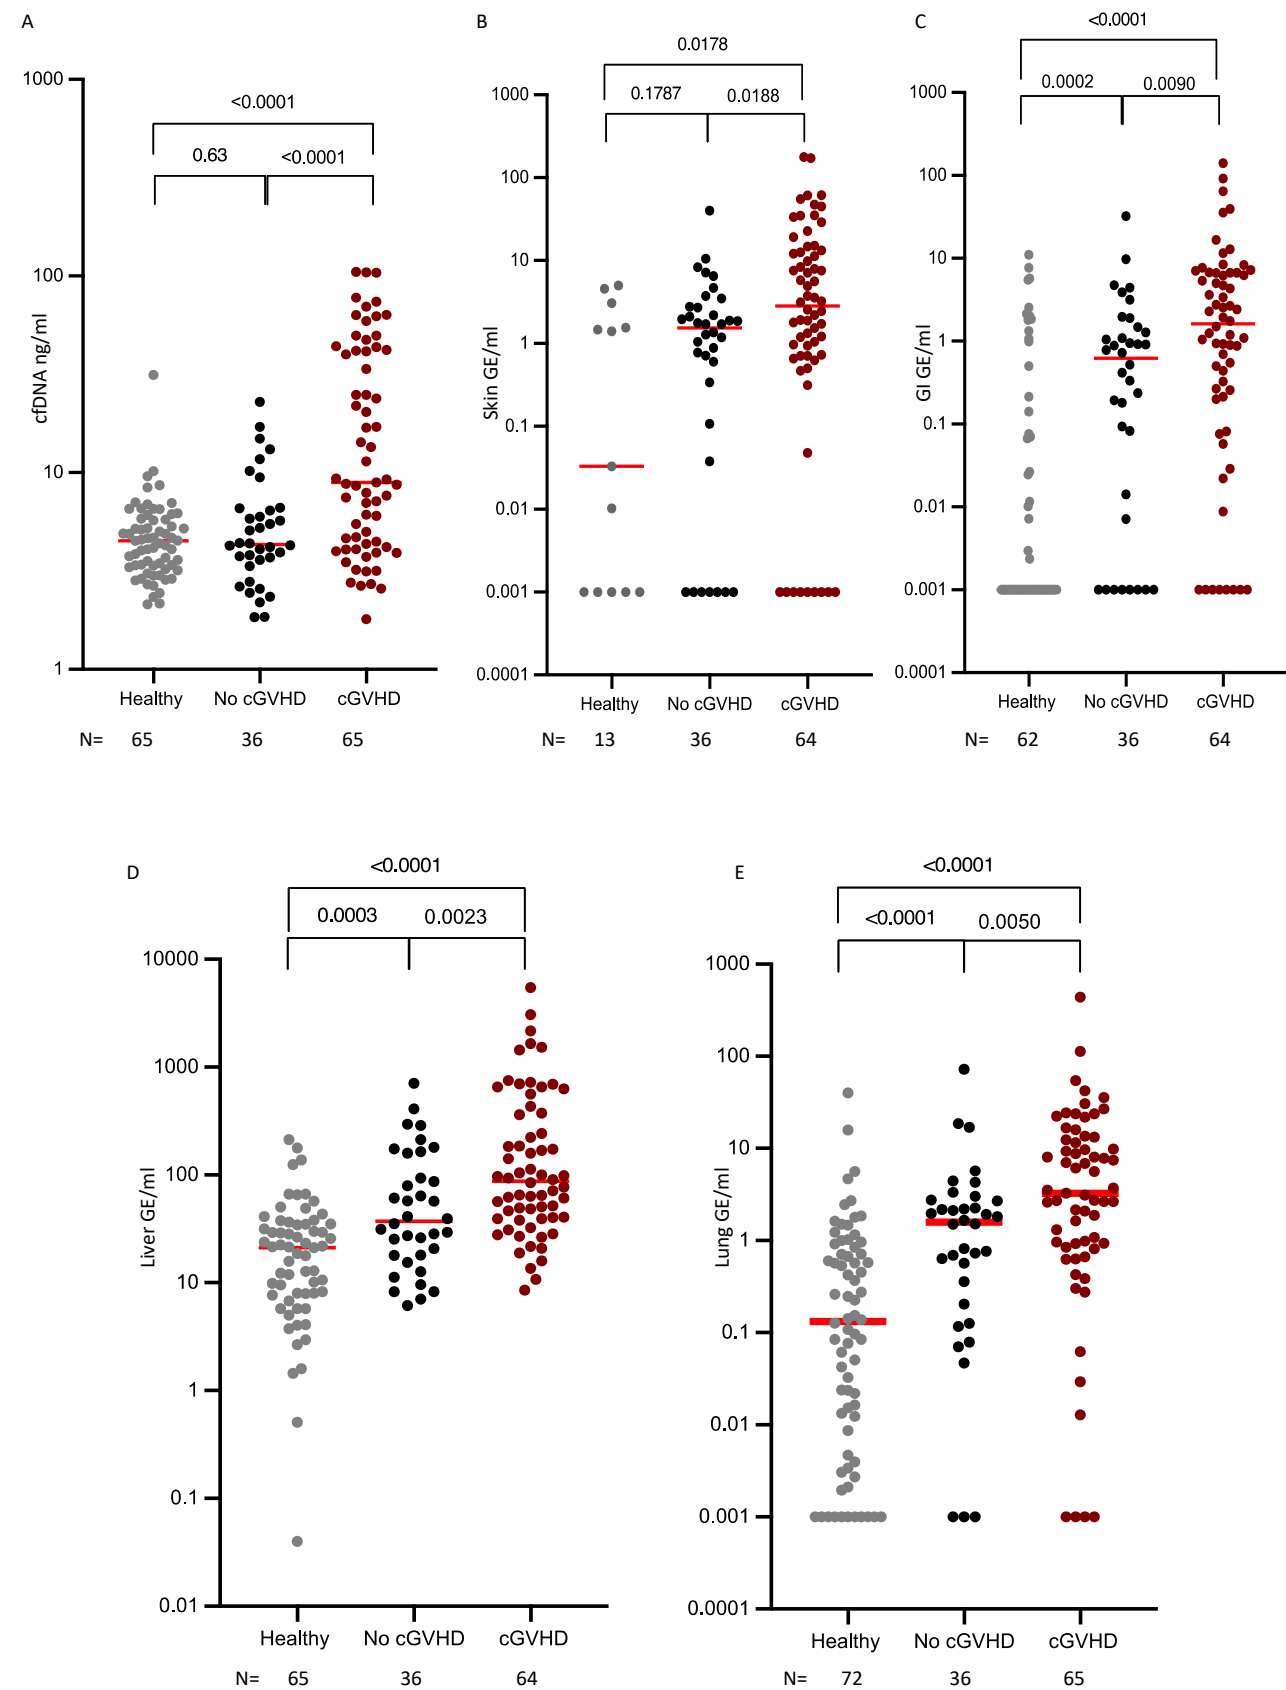 A
<0.0001
0.63
<0.0001
cfDNA ng/ml
1000
100
10
1
Healthy
No cGVHD
cGVHD
N=
65
36
65
B
0.0178
0.1787
0.0188
Skin GE/ml
1000
100
10
1
0.1
0.01
0.001
0.0001
Healthy
No cGVHD
cGVHD
N=
13
36
64
C
<0.0001
0.0002
0.0090
GI GE/ml
1000
100
10
1
0.1
0.01
0.001
0.0001
Healthy
No cGVHD
cGVHD
N=
62
36
64
D
<0.0001
0.0003
0.0023
Liver GE/ml
10000
1000
100
10
1
0.1
0.01
Healthy
No cGVHD
cGVHD
N=
65
36
64
E
<0.0001
<0.0001
0.0050
Lung GE/ml
1000
100
10
1
0.1
0.01
0.001
0.0001
Healthy
No cGVHD
cGVHD
N=
72
36
65